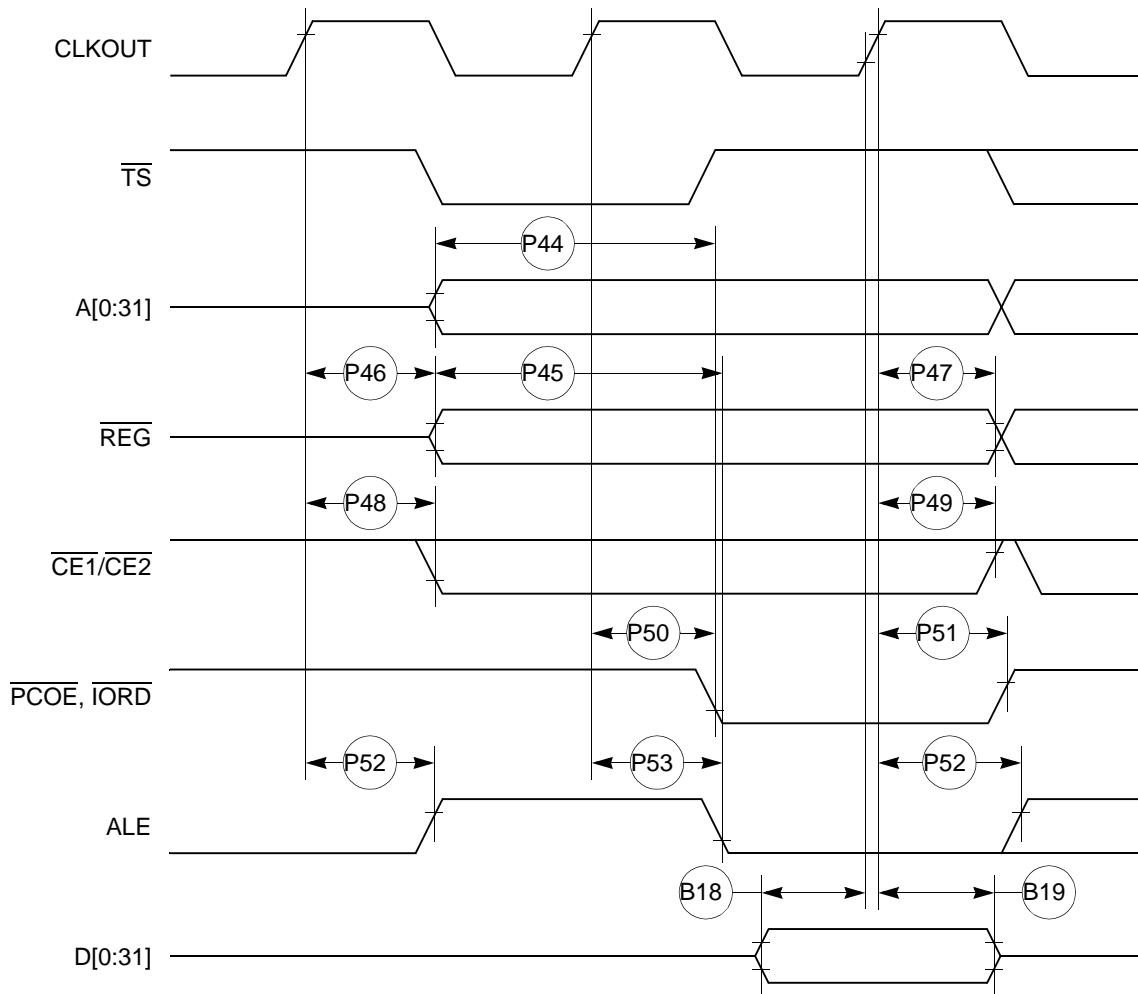 CLKOUT
TS
P44
A[0:31]
P46 P45 P47
REG
P48 P49
CE1/CE2
P50 P51
PCOE, IORD
P52 P53 P52
ALE
B18 B19
D[0:31]